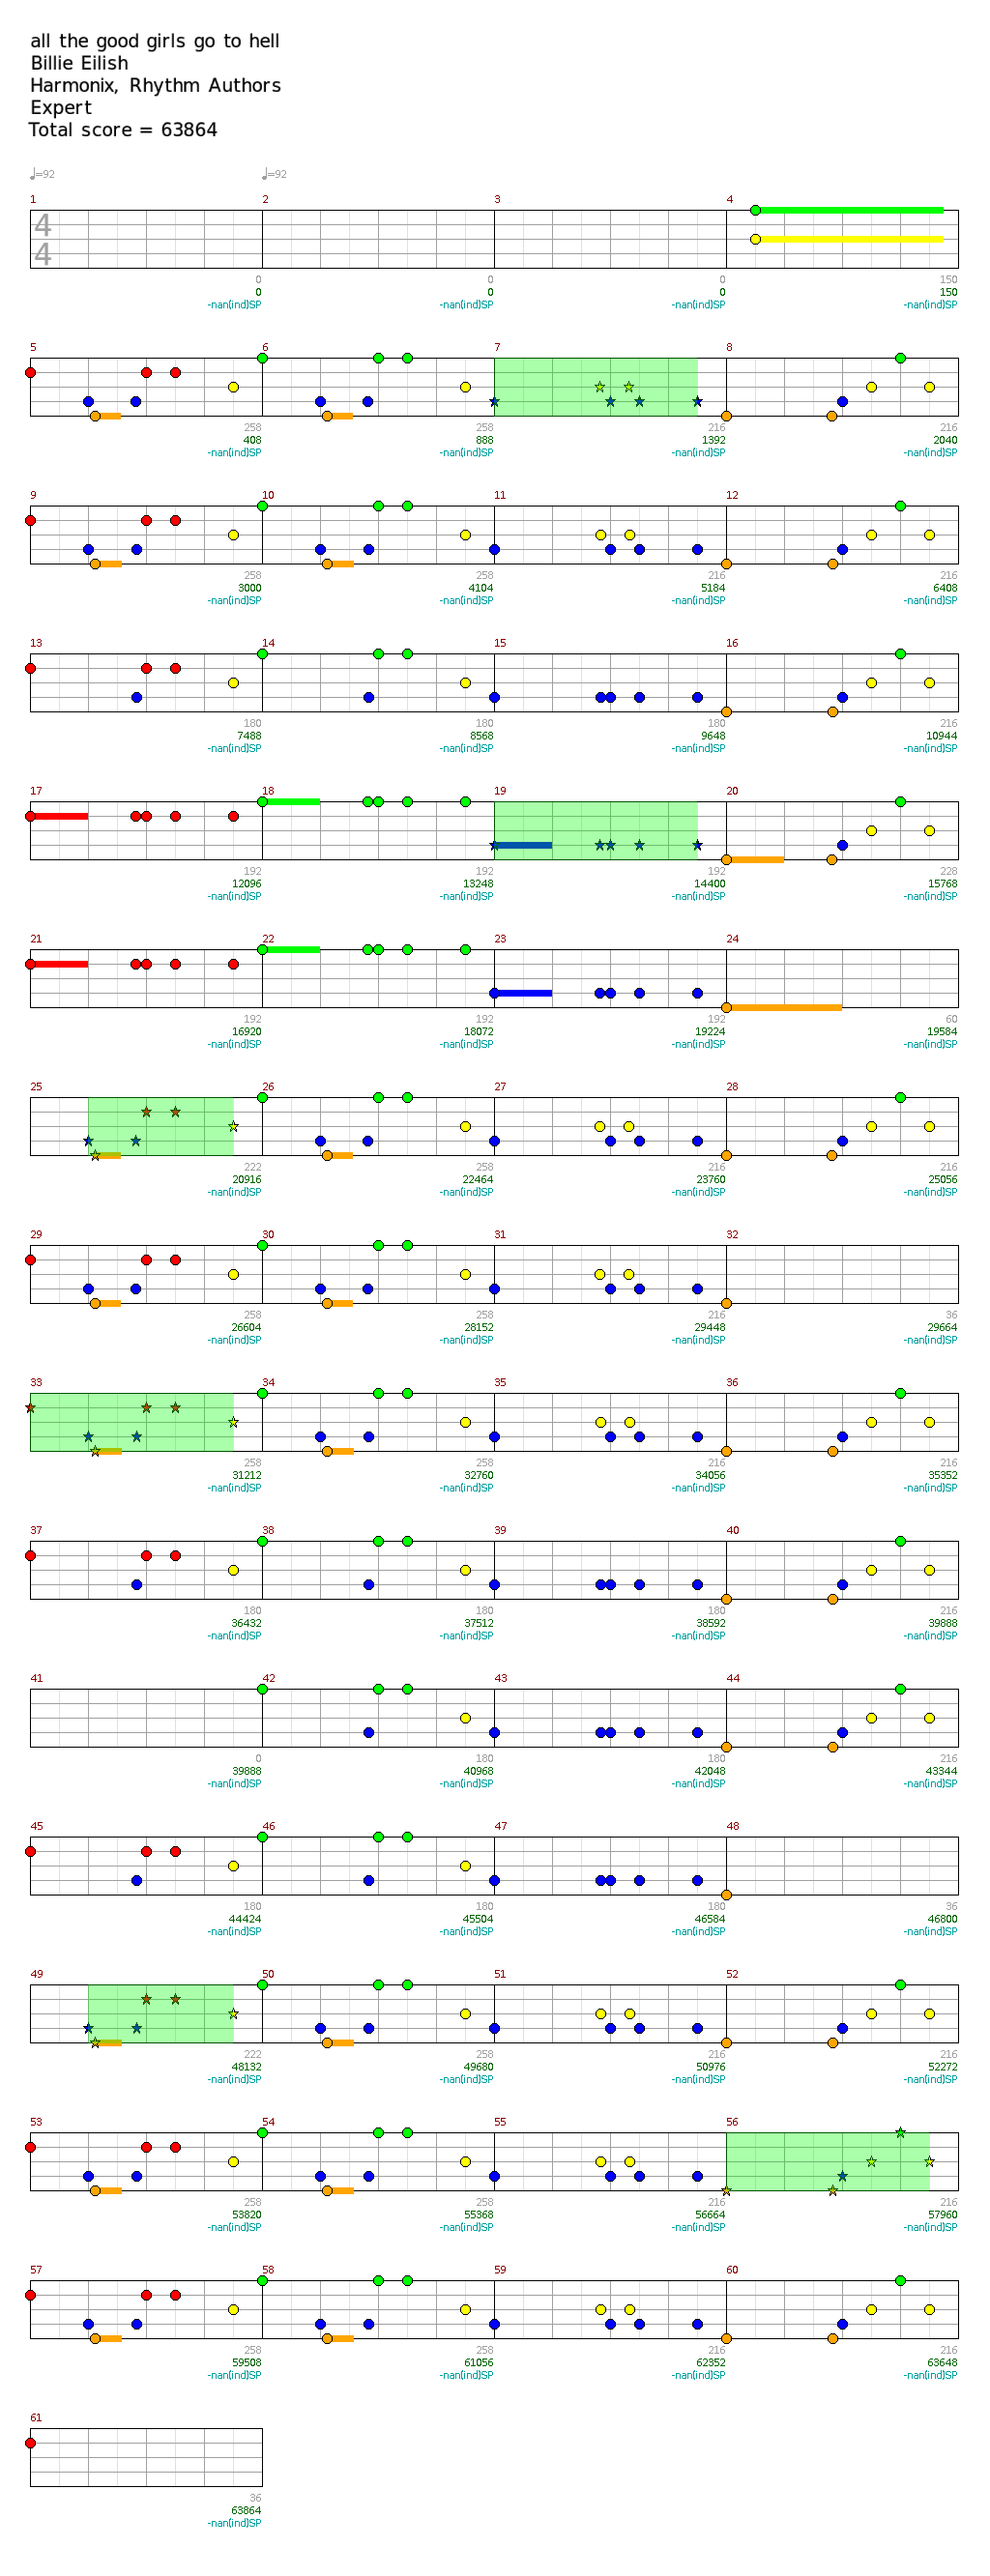 all the good girls go to hell
Billie Eilish
Harmonix, Rhythm Authors
Expert
Total score = 63864
♩=92 ♩=92
1 2 3 4
4
4
0 0 0 150
0 0 0 150
-nan(ind)SP -nan(ind)SP -nan(ind)SP -nan(ind)SP
5 6 7 8
258 258 216 216
408 888 1392 2040
-nan(ind)SP -nan(ind)SP -nan(ind)SP -nan(ind)SP
9 10 11 12
258 258 216 216
3000 4104 5184 6408
-nan(ind)SP -nan(ind)SP -nan(ind)SP -nan(ind)SP
13 14 15 16
180 180 180 216
7488 8568 9648 10944
-nan(ind)SP -nan(ind)SP -nan(ind)SP -nan(ind)SP
17 18 19 20
192 192 192 228
12096 13248 14400 15768
-nan(ind)SP -nan(ind)SP -nan(ind)SP -nan(ind)SP
21 22 23 24
192 192 192 60
16920 18072 19224 19584
-nan(ind)SP -nan(ind)SP -nan(ind)SP -nan(ind)SP
25 26 27 28
222 258 216 216
20916 22464 23760 25056
-nan(ind)SP -nan(ind)SP -nan(ind)SP -nan(ind)SP
29 30 31 32
258 258 216 36
26604 28152 29448 29664
-nan(ind)SP -nan(ind)SP -nan(ind)SP -nan(ind)SP
33 34 35 36
258 258 216 216
31212 32760 34056 35352
-nan(ind)SP -nan(ind)SP -nan(ind)SP -nan(ind)SP
37 38 39 40
180 180 180 216
36432 37512 38592 39888
-nan(ind)SP -nan(ind)SP -nan(ind)SP -nan(ind)SP
41 42 43 44
0 180 180 216
39888 40968 42048 43344
-nan(ind)SP -nan(ind)SP -nan(ind)SP -nan(ind)SP
45 46 47 48
180 180 180 36
44424 45504 46584 46800
-nan(ind)SP -nan(ind)SP -nan(ind)SP -nan(ind)SP
49 50 51 52
222 258 216 216
48132 49680 50976 52272
-nan(ind)SP -nan(ind)SP -nan(ind)SP -nan(ind)SP
53 54 55 56
258 258 216 216
53820 55368 56664 57960
-nan(ind)SP -nan(ind)SP -nan(ind)SP -nan(ind)SP
57 58 59 60
258 258 216 216
59508 61056 62352 63648
-nan(ind)SP -nan(ind)SP -nan(ind)SP -nan(ind)SP
61
36
63864
-nan(ind)SP